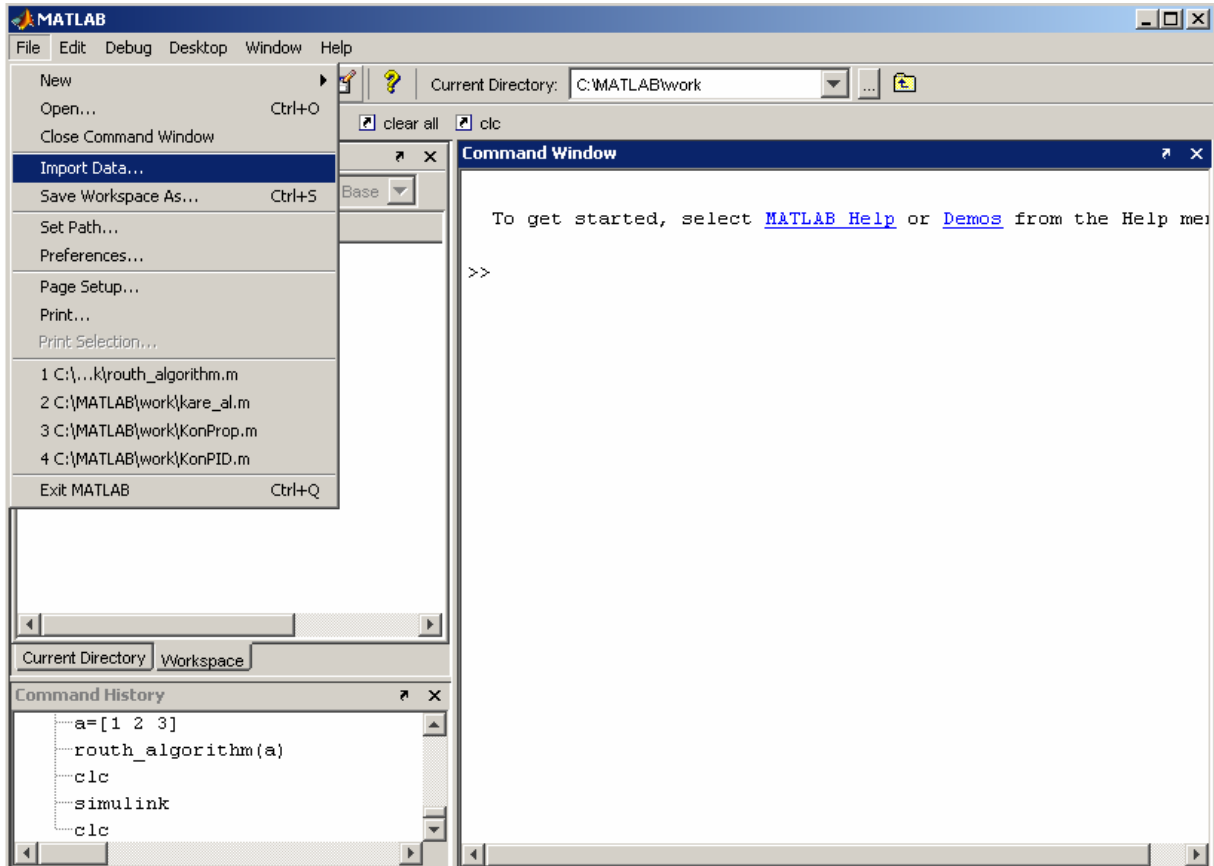 MATLAB
File Edit Debug Desktop Window Help
New
Open... Ctrl+O
Close Command Window
Import Data...
Save Workspace As... Ctrl+S
Set Path...
Preferences...
Page Setup...
Print...
Print Selection...
1 C:\...k\routh_algorithm.m
2 C:\MATLAB\work\kare_al.m
3 C:\MATLAB\work\KonProp.m
4 C:\MATLAB\work\KonPID.m
Exit MATLAB Ctrl+Q
Current Directory: C:\MATLAB\work ...
clear all clc
Base
Current Directory Workspace
Command History
a=[1 2 3]
routh_algorithm(a)
clc
simulink
clc
Command Window
To get started, select MATLAB Help or Demos from the Help men
>>